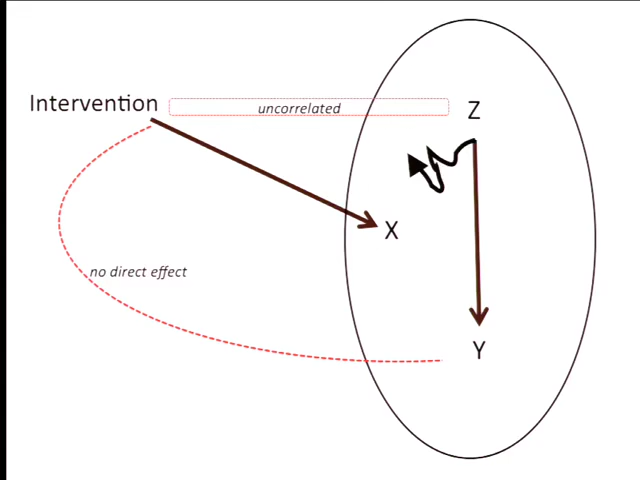 Intervention
uncorrelated
Z
X
no direct effect
Y